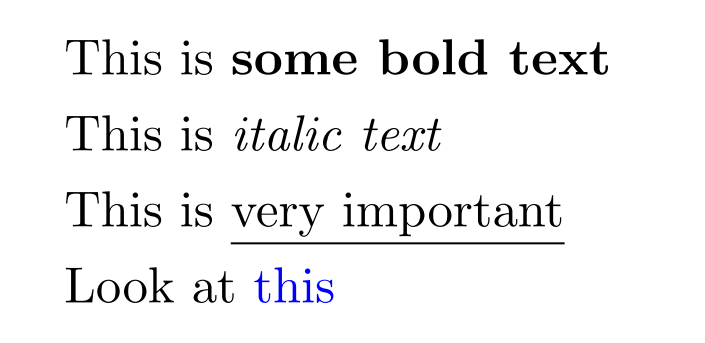 This is some bold text
This is italic text
This is very important
Look at this